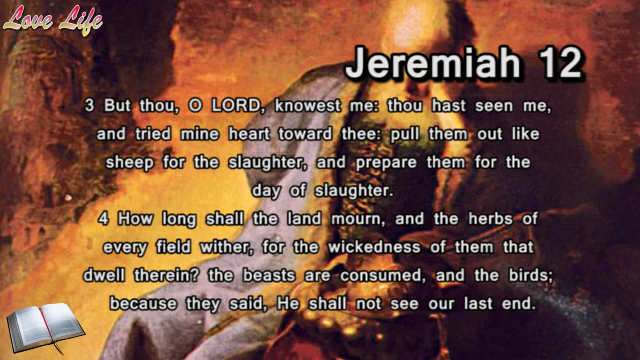 Love Life
Jeremiah 12
3 But thou, O LORD, knowest me: thou hast seen me,
and tried mine heart toward thee: pull them out like
sheep for the slaughter, and prepare them for the
day of slaughter.
4 How long shall the land mourn, and the herbs of
every field wither, for the wickedness of them that
dwell therein? the beasts are consumed, and the birds;
because they said, He shall not see our last end.